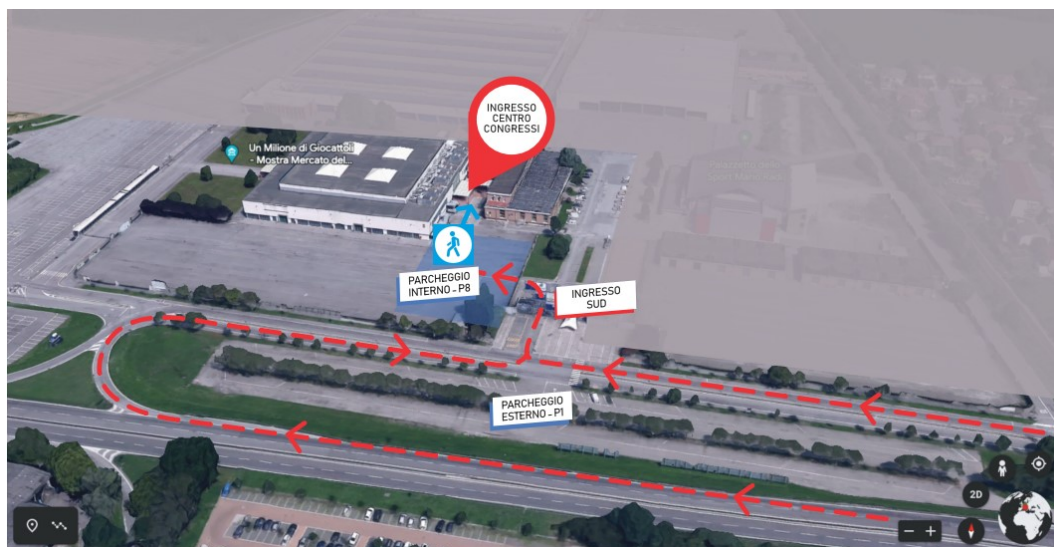 INGRESSO
CENTRO
CONGRESSI
Un Milione di Giocattoli
- Mostra Mercato del...
PARCHEGGIO
INTERNO - P8
INGRESSO
SUD
PARCHEGGIO
ESTERNO - P1
2D